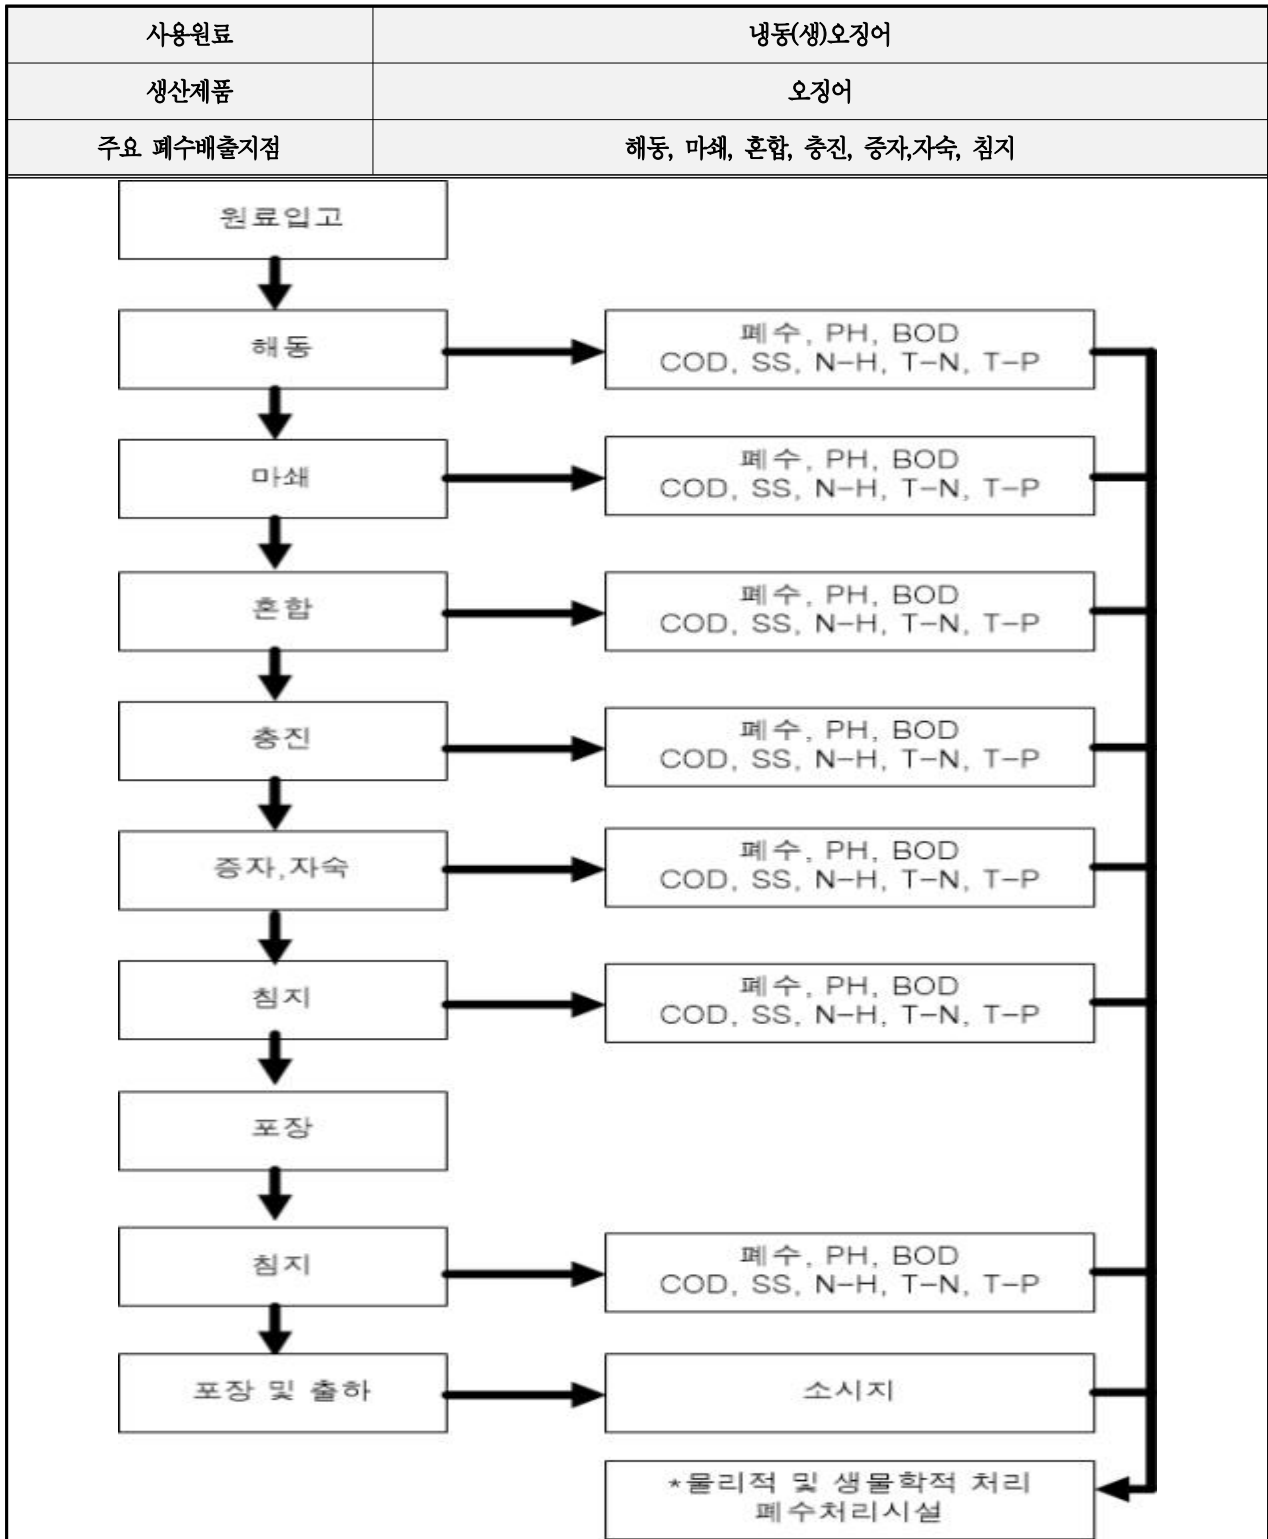 사용원료 냉동(생)오징어
생산제품 오징어
주요 폐수배출지점 해동, 마쇄, 혼합, 충진, 증자,자숙, 침지
원료입고
해동
폐수, PH, BOD
COD, SS, N-H, T-N, T-P
마쇄
폐수, PH, BOD
COD, SS, N-H, T-N, T-P
혼합
폐수, PH, BOD
COD, SS, N-H, T-N, T-P
충진
폐수, PH, BOD
COD, SS, N-H, T-N, T-P
증자,자숙
폐수, PH, BOD
COD, SS, N-H, T-N, T-P
침지
폐수, PH, BOD
COD, SS, N-H, T-N, T-P
포장
침지
폐수, PH, BOD
COD, SS, N-H, T-N, T-P
포장 및 출하
소시지
*물리적 및 생물학적 처리
폐수처리시설